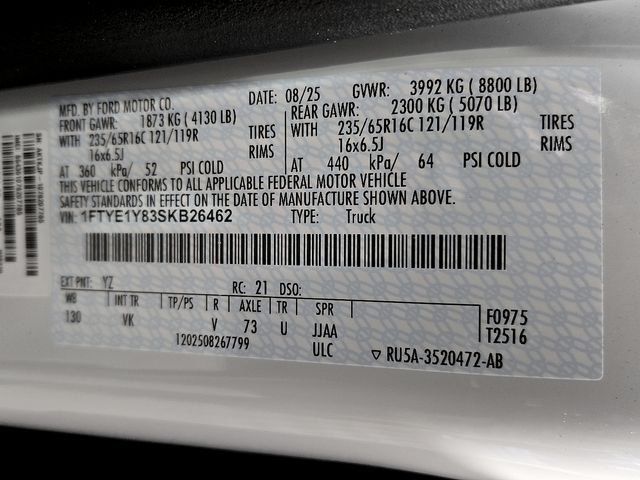 MFD. BY FORD MOTOR CO.
DATE: 08/25 GVWR: 3992 KG ( 8800 LB)
FRONT GAWR: 1873 KG ( 4130 LB)
REAR GAWR: 2300 KG ( 5070 LB)
WITH 235/65R16C 121/119R TIRES
WITH 235/65R16C 121/119R TIRES
16x6.5J RIMS
16x6.5J RIMS
AT 360 kPa/ 52 PSI COLD
AT 440 kPa/ 64 PSI COLD
THIS VEHICLE CONFORMS TO ALL APPLICABLE FEDERAL MOTOR VEHICLE
SAFETY STANDARDS IN EFFECT ON THE DATE OF MANUFACTURE SHOWN ABOVE.
VIN: 1FTYE1Y83SKB26462 TYPE: Truck
EXT PNT: YZ RC: 21 DSO:
WB INT TR TP/PS R AXLE TR SPR
130 VK V 73 U JJAA
ULC
F0975
T2516
1202508267799
RU5A-3520472-AB